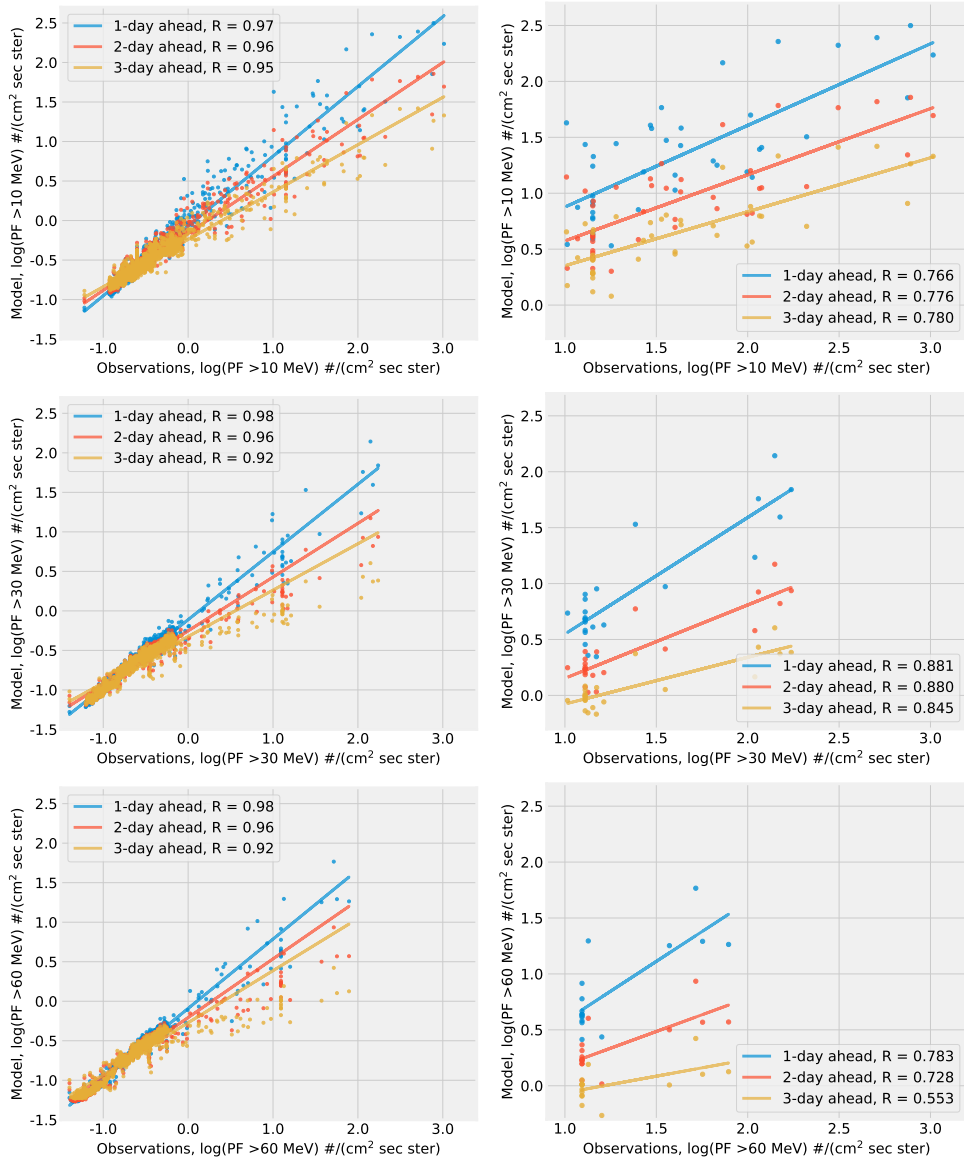 1-day ahead, R = 0.97
2-day ahead, R = 0.96
3-day ahead, R = 0.95
2.5
2.0
1.5
1.0
0.5
0.0
-0.5
-1.0
-1.5
-1.0 0.0 1.0 2.0 3.0
Model, log(PF >10 MeV) #/(cm² sec ster)
Observations, log(PF >10 MeV) #/(cm² sec ster)
2.5
2.0
1.5
1.0
0.5
0.0
1.0 1.5 2.0 2.5 3.0
1-day ahead, R = 0.766
2-day ahead, R = 0.776
3-day ahead, R = 0.780
Model, log(PF >10 MeV) #/(cm² sec ster)
Observations, log(PF >10 MeV) #/(cm² sec ster)
1-day ahead, R = 0.98
2-day ahead, R = 0.96
3-day ahead, R = 0.92
2.5
2.0
1.5
1.0
0.5
0.0
-0.5
-1.0
-1.5
-1.0 0.0 1.0 2.0 3.0
Model, log(PF >30 MeV) #/(cm² sec ster)
Observations, log(PF >30 MeV) #/(cm² sec ster)
2.5
2.0
1.5
1.0
0.5
0.0
1.0 1.5 2.0 2.5 3.0
1-day ahead, R = 0.881
2-day ahead, R = 0.880
3-day ahead, R = 0.845
Model, log(PF >30 MeV) #/(cm² sec ster)
Observations, log(PF >30 MeV) #/(cm² sec ster)
1-day ahead, R = 0.98
2-day ahead, R = 0.96
3-day ahead, R = 0.92
2.5
2.0
1.5
1.0
0.5
0.0
-0.5
-1.0
-1.5
-1.0 0.0 1.0 2.0 3.0
Model, log(PF >60 MeV) #/(cm² sec ster)
Observations, log(PF >60 MeV) #/(cm² sec ster)
2.5
2.0
1.5
1.0
0.5
0.0
1.0 1.5 2.0 2.5 3.0
1-day ahead, R = 0.783
2-day ahead, R = 0.728
3-day ahead, R = 0.553
Model, log(PF >60 MeV) #/(cm² sec ster)
Observations, log(PF >60 MeV) #/(cm² sec ster)